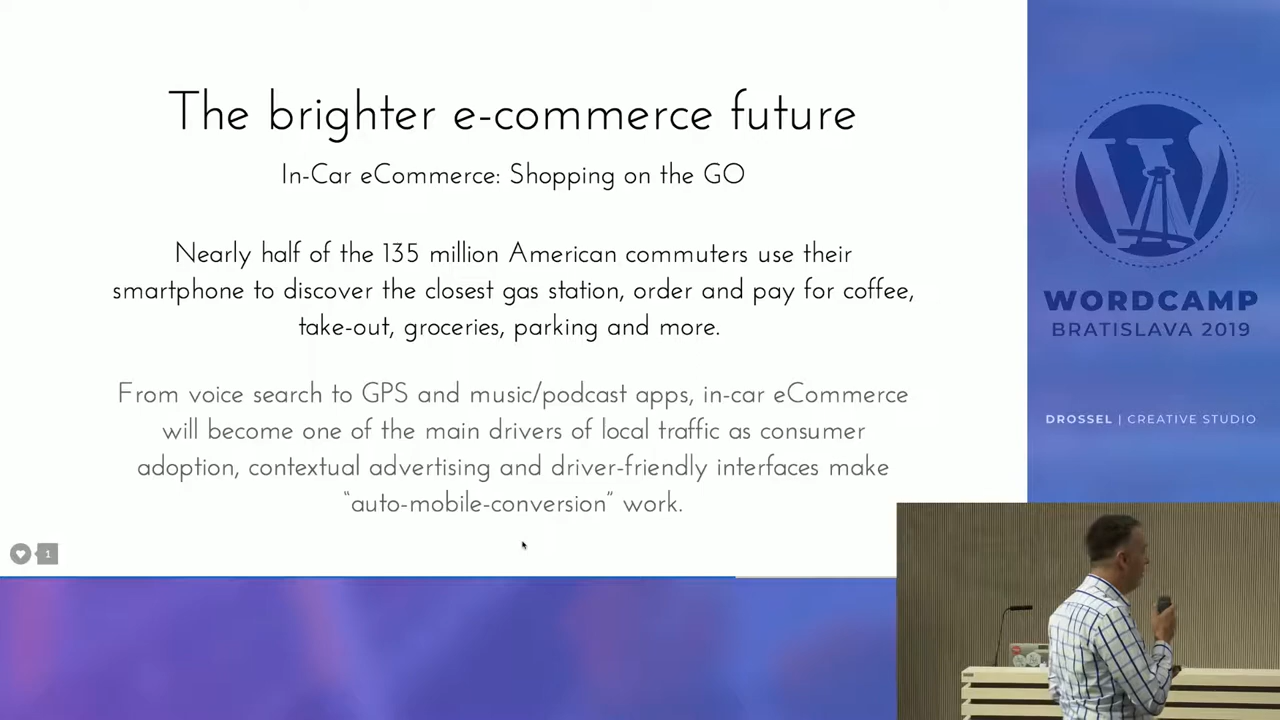 The brighter e-commerce future
In-Car eCommerce: Shopping on the GO
Nearly half of the 135 million American commuters use their
smartphone to discover the closest gas station, order and pay for coffee,
take-out, groceries, parking and more.
From voice search to GPS and music/podcast apps, in-car eCommerce
will become one of the main drivers of local traffic as consumer
adoption, contextual advertising and driver-friendly interfaces make
“auto-mobile-conversion” work.
1
W
WORDCAMP
BRATISLAVA 2019
DROSSEL | CREATIVE STUDIO